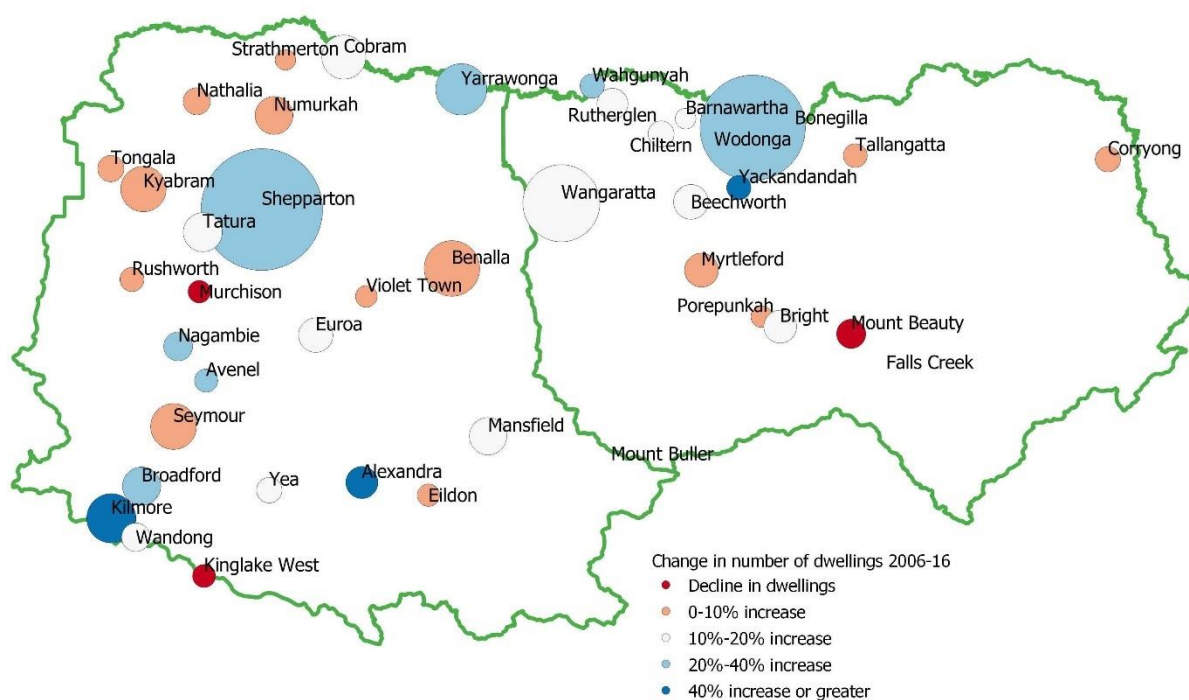 Strathmerton
Cobram
Yarrawonga
Wahgunyah
Nathalia
Numurkah
Rutherglen
Barnawartha
Bonegilla
Chiltern
Wodonga
Tallangatta
Corryong
Tongala
Kyabram
Shepparton
Wangaratta
Yackandandah
Beechworth
Tatura
Benalla
Myrtleford
Rushworth
Murchison
Violet Town
Porepunkah
Bright
Mount Beauty
Euroa
Nagambie
Falls Creek
Avenel
Seymour
Mansfield
Mount Buller
Broadford
Yea
Alexandra
Eildon
Kilmore
Wandong
Kinglake West
Change in number of dwellings 2006-16
Decline in dwellings
0-10% increase
10%-20% increase
20%-40% increase
40% increase or greater